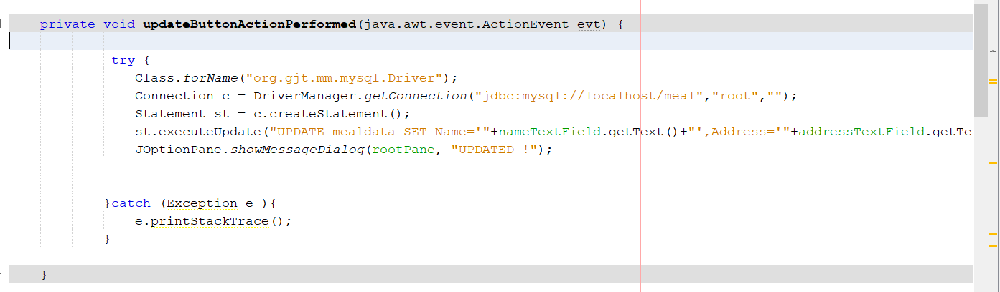 private void updateButtonActionPerformed(java.awt.event.ActionEvent evt) {
try {
Class.forName("org.gjt.mm.mysql.Driver");
Connection c = DriverManager.getConnection("jdbc:mysql://localhost/meal","root","");
Statement st = c.createStatement();
st.executeUpdate("UPDATE mealdata SET Name='"+nameTextField.getText()+"',Address='"+addressTextField.getTe
JOptionPane.showMessageDialog(rootPane, "UPDATED !");
}catch (Exception e ){
e.printStackTrace();
}
}